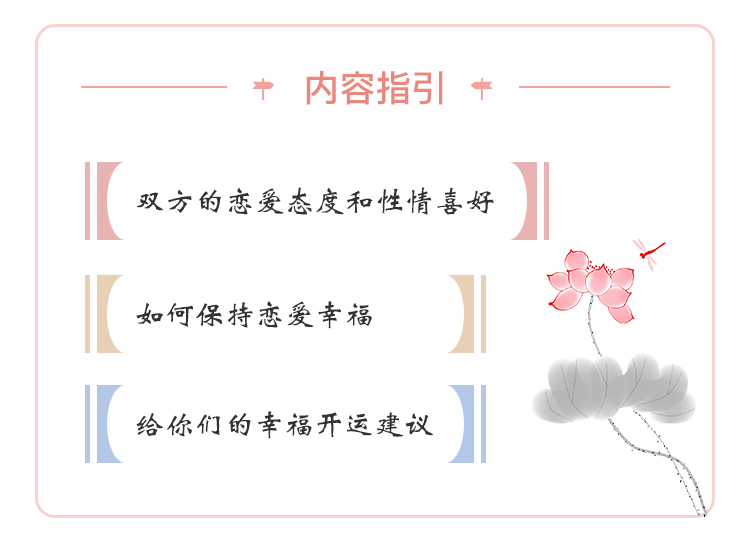 内容指引
双方的恋爱态度和性情喜好
如何保持恋爱幸福
给你们的幸福开运建议